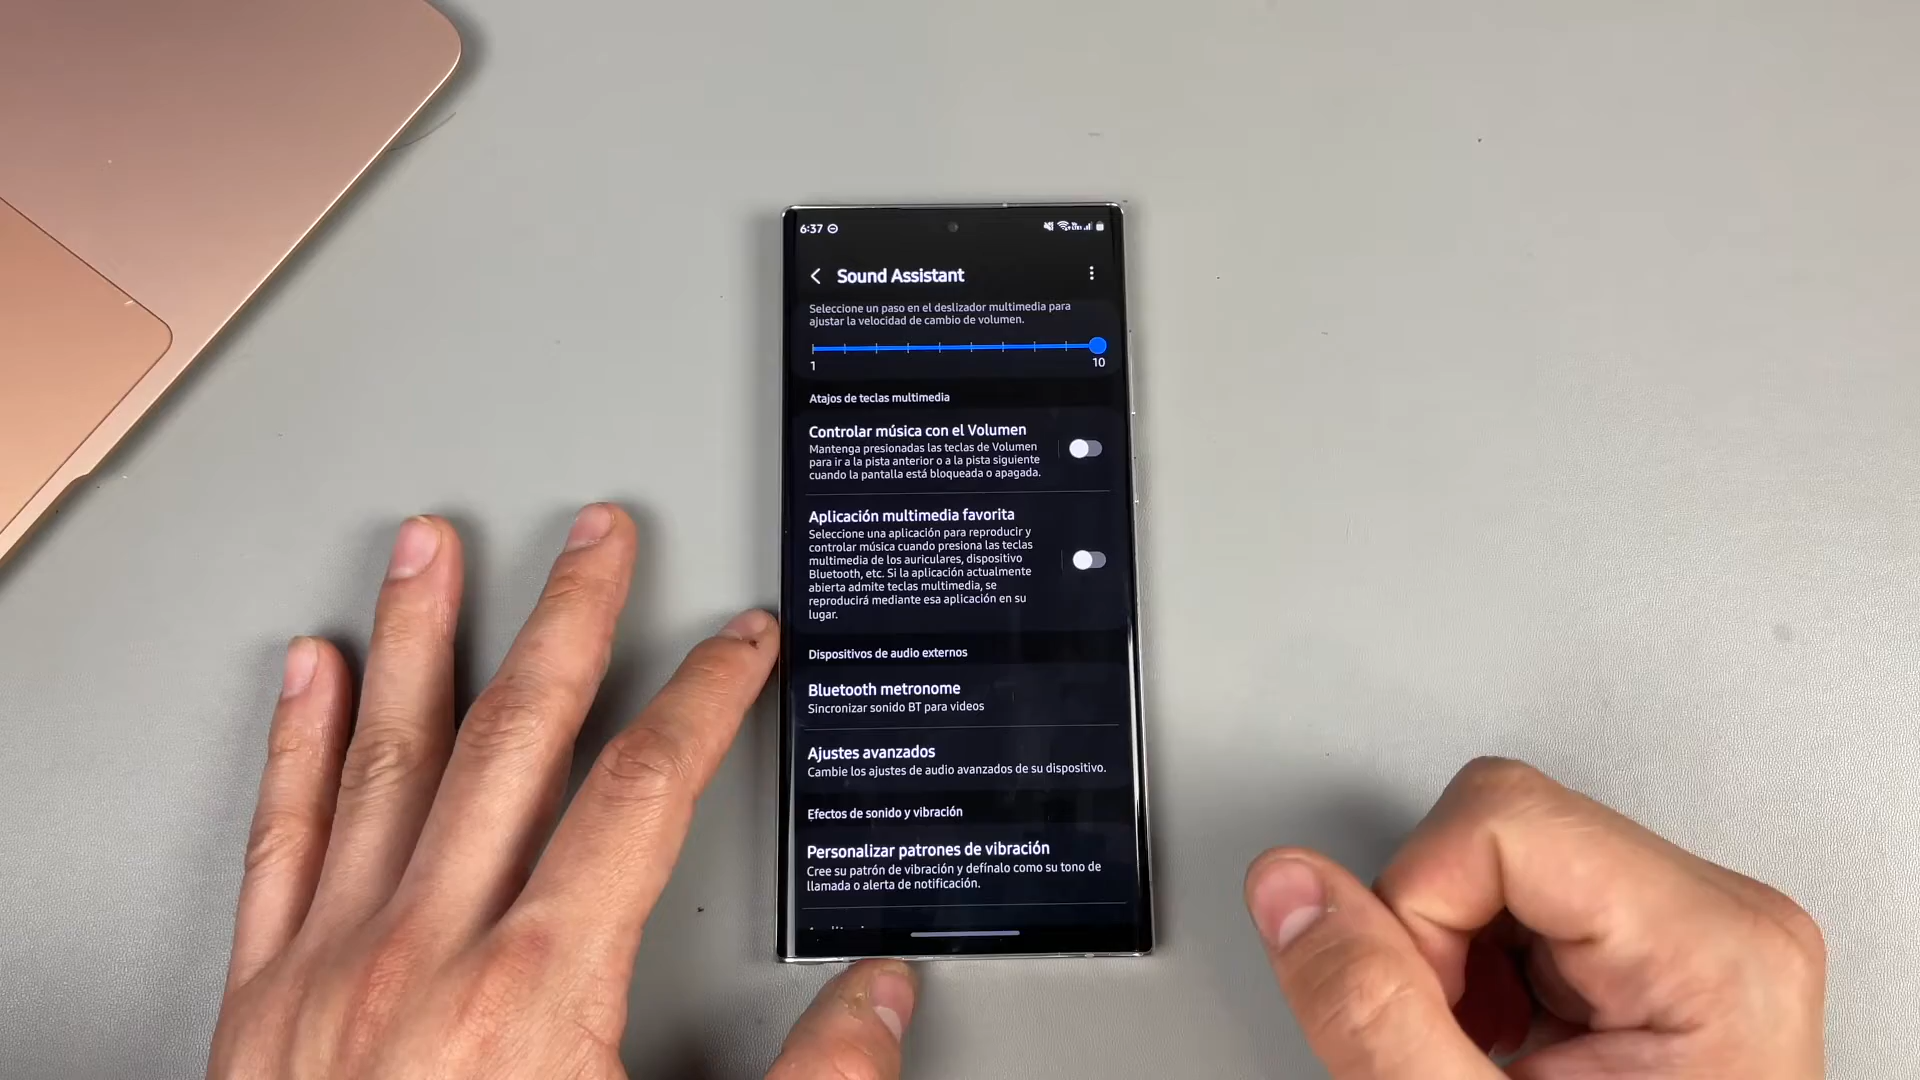 6:37
Sound Assistant
Seleccione un paso en el deslizador multimedia para
ajustar la velocidad de cambio de volumen.
1
10
Atajos de teclas multimedia
Controlar música con el Volumen
Mantenga presionadas las teclas de Volumen
para ir a la pista anterior o a la pista siguiente
cuando la pantalla está bloqueada o apagada.
Aplicación multimedia favorita
Seleccione una aplicación para reproducir y
controlar música cuando presiona las teclas
multimedia de los auriculares, dispositivo
Bluetooth, etc. Si la aplicación actualmente
abierta admite teclas multimedia, se
reproducirá mediante esa aplicación en su
lugar.
Dispositivos de audio externos
Bluetooth metronome
Sincronizar sonido BT para videos
Ajustes avanzados
Cambie los ajustes de audio avanzados de su dispositivo.
Efectos de sonido y vibración
Personalizar patrones de vibración
Cree su patrón de vibración y defínalo como su tono de
llamada o alerta de notificación.